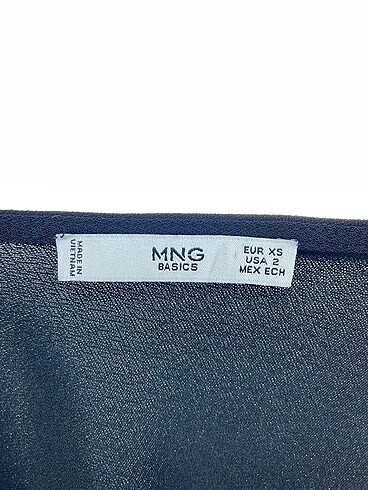 MADE IN
VIETNAM
MNG
BASICS
EUR XS
USA 2
MEX ECH